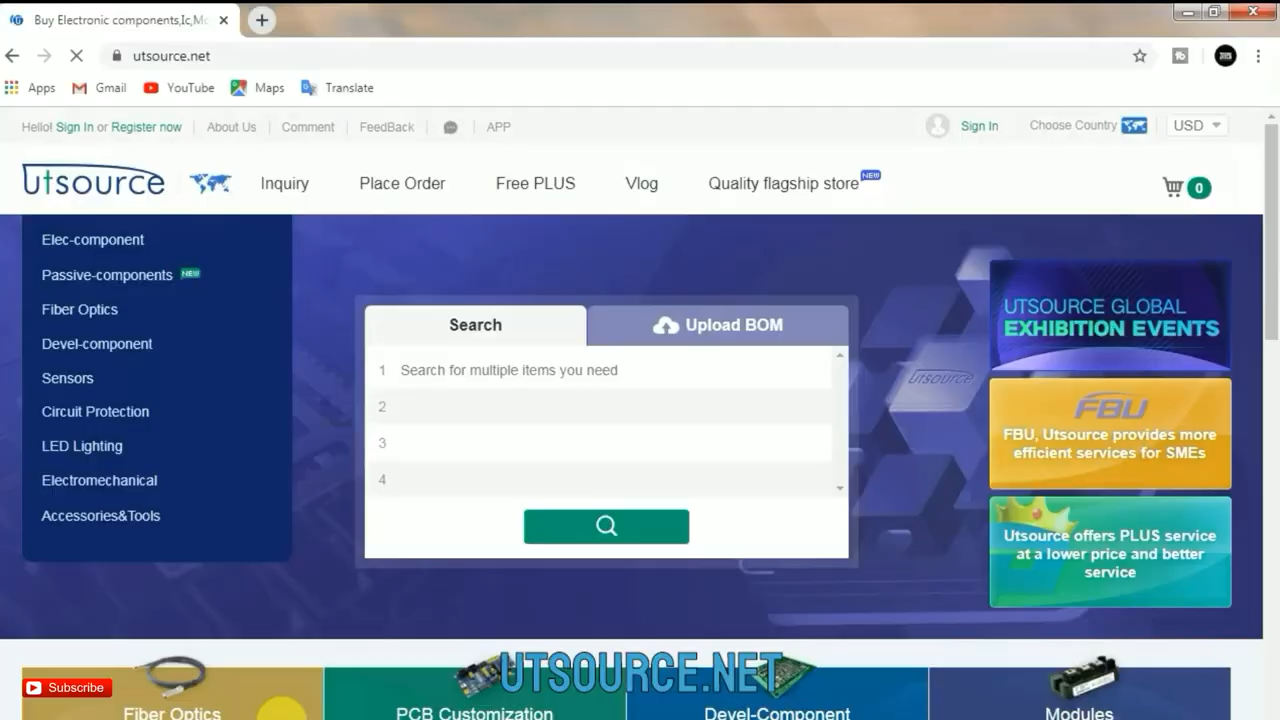 Buy Electronic components,Ic,Mo
utsource.net
Apps Gmail YouTube Maps Translate
Hello! Sign In or Register now About Us Comment FeedBack APP
Sign In Choose Country USD
utsource
Inquiry Place Order Free PLUS Vlog Quality flagship store NEW
0
Elec-component
Passive-components NEW
Fiber Optics
Devel-component
Sensors
Circuit Protection
LED Lighting
Electromechanical
Accessories&Tools
Search Upload BOM
1 Search for multiple items you need
2
3
4
utsource
UTSOURCE GLOBAL
EXHIBITION EVENTS
FBU
FBU, Utsource provides more
efficient services for SMEs
Utsource offers PLUS service
at a lower price and better
service
UTSOURCE.NET
Subscribe
Fiber Optics PCB Customization Devel-Component Modules